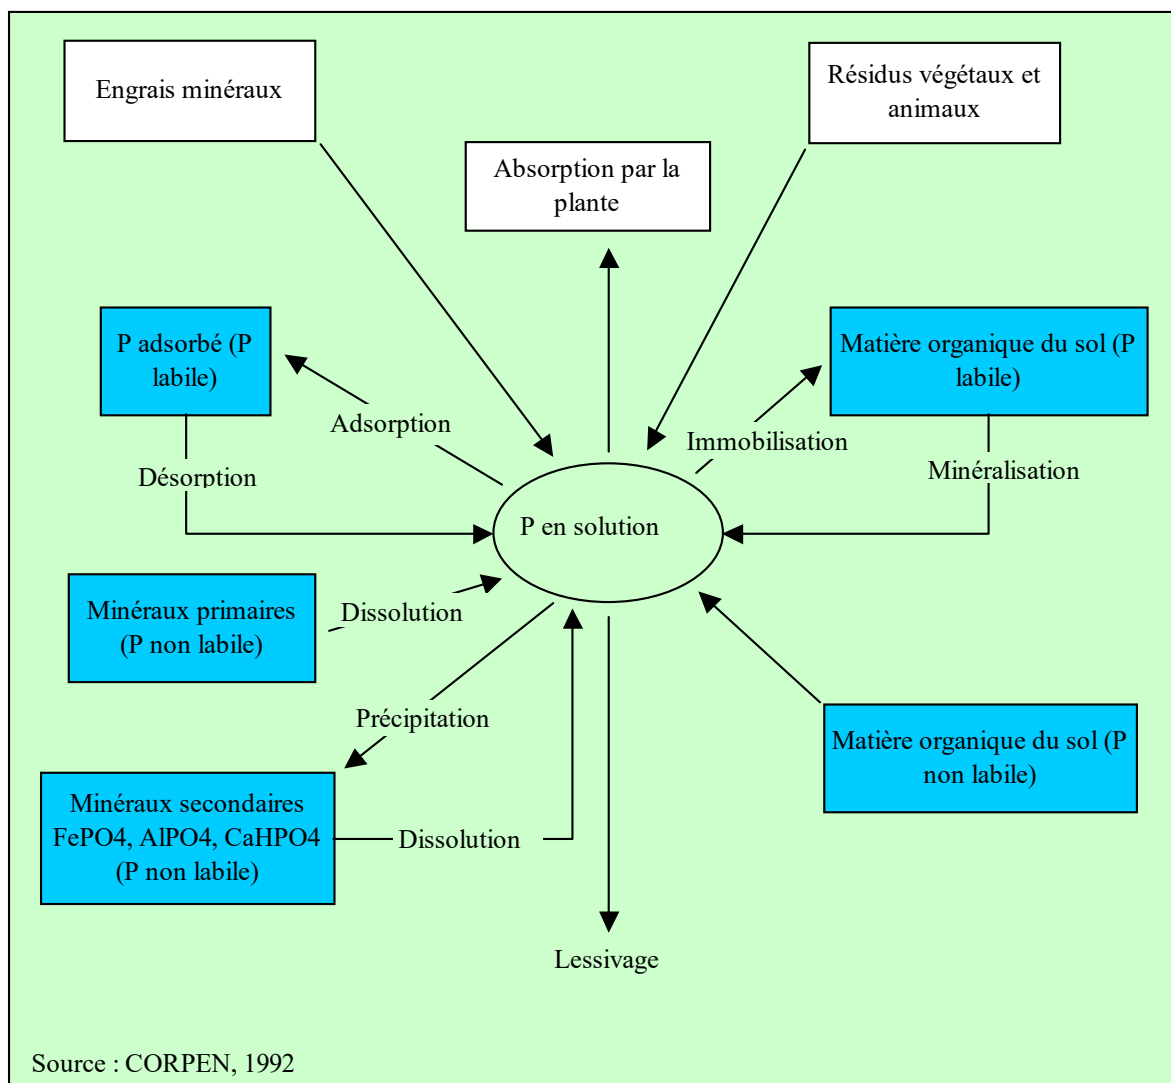 Engrais minéraux
Résidus végétaux et
animaux
Absorption par la
plante
P adsorbé (P
labile)
Matière organique du sol (P
labile)
Adsorption
Immobilisation
Désorption
Minéralisation
P en solution
Minéraux primaires
(P non labile)
Dissolution
Précipitation
Matière organique du sol (P
non labile)
Minéraux secondaires
FePO4, AlPO4, CaHPO4
(P non labile)
Dissolution
Lessivage
Source : CORPEN, 1992